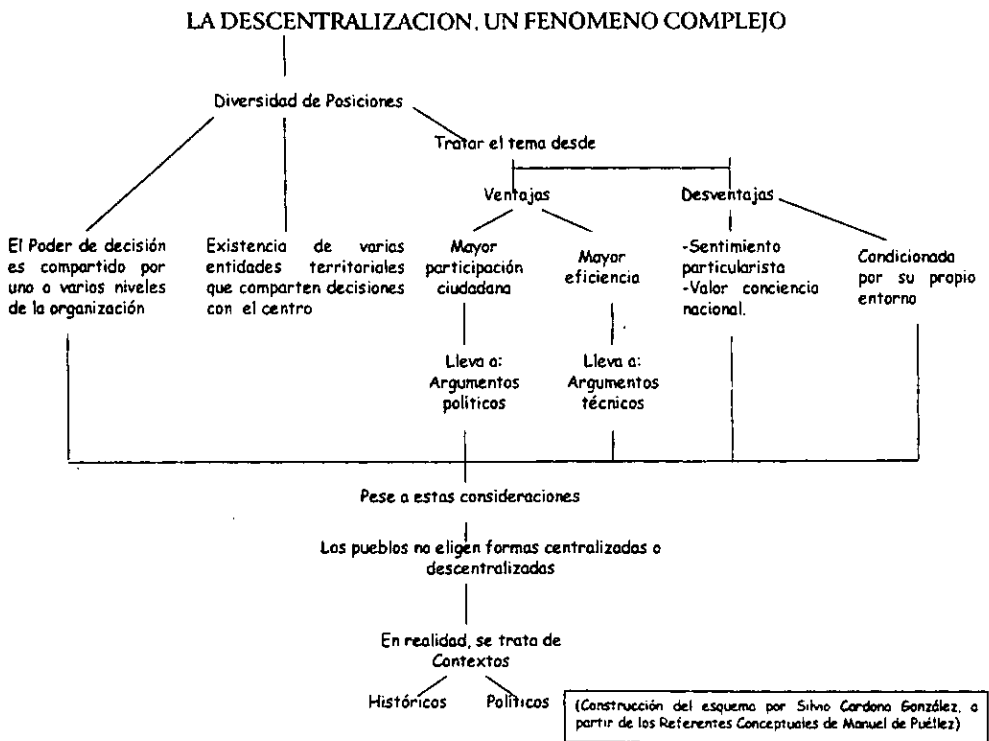 LA DESCENTRALIZACION, UN FENOMENO COMPLEJO
Diversidad de Posiciones
Tratar el tema desde
Ventajas
Desventajas
El Poder de decisión
es compartido por
uno o varios niveles
de la organización
Existencia de varias
entidades territoriales
que comparten decisiones
con el centro
Mayor
participación
ciudadana
Mayor
eficiencia
-Sentimiento
particularista
-Valor conciencia
nacional.
Condicionada
por su propio
entorno
Lleva a:
Argumentos
políticos
Lleva a:
Argumentos
técnicos
Pese a estas consideraciones
Los pueblos no eligen formas centralizadas o
descentralizadas
En realidad, se trata de
Contextos
Históricos
Políticos
(Construcción del esquema por Silvio Cardona González, a
partir de los Referentes Conceptuales de Manuel de Puétlez)